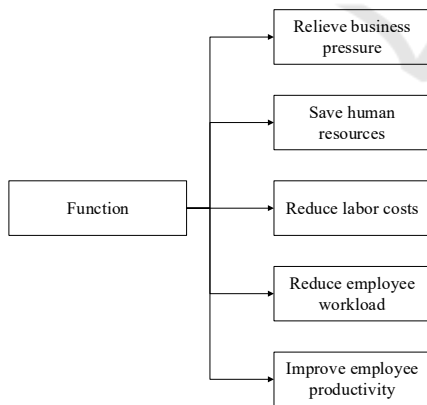 Relieve business
pressure
Save human
resources
Function
Reduce labor costs
Reduce employee
workload
Improve employee
productivity